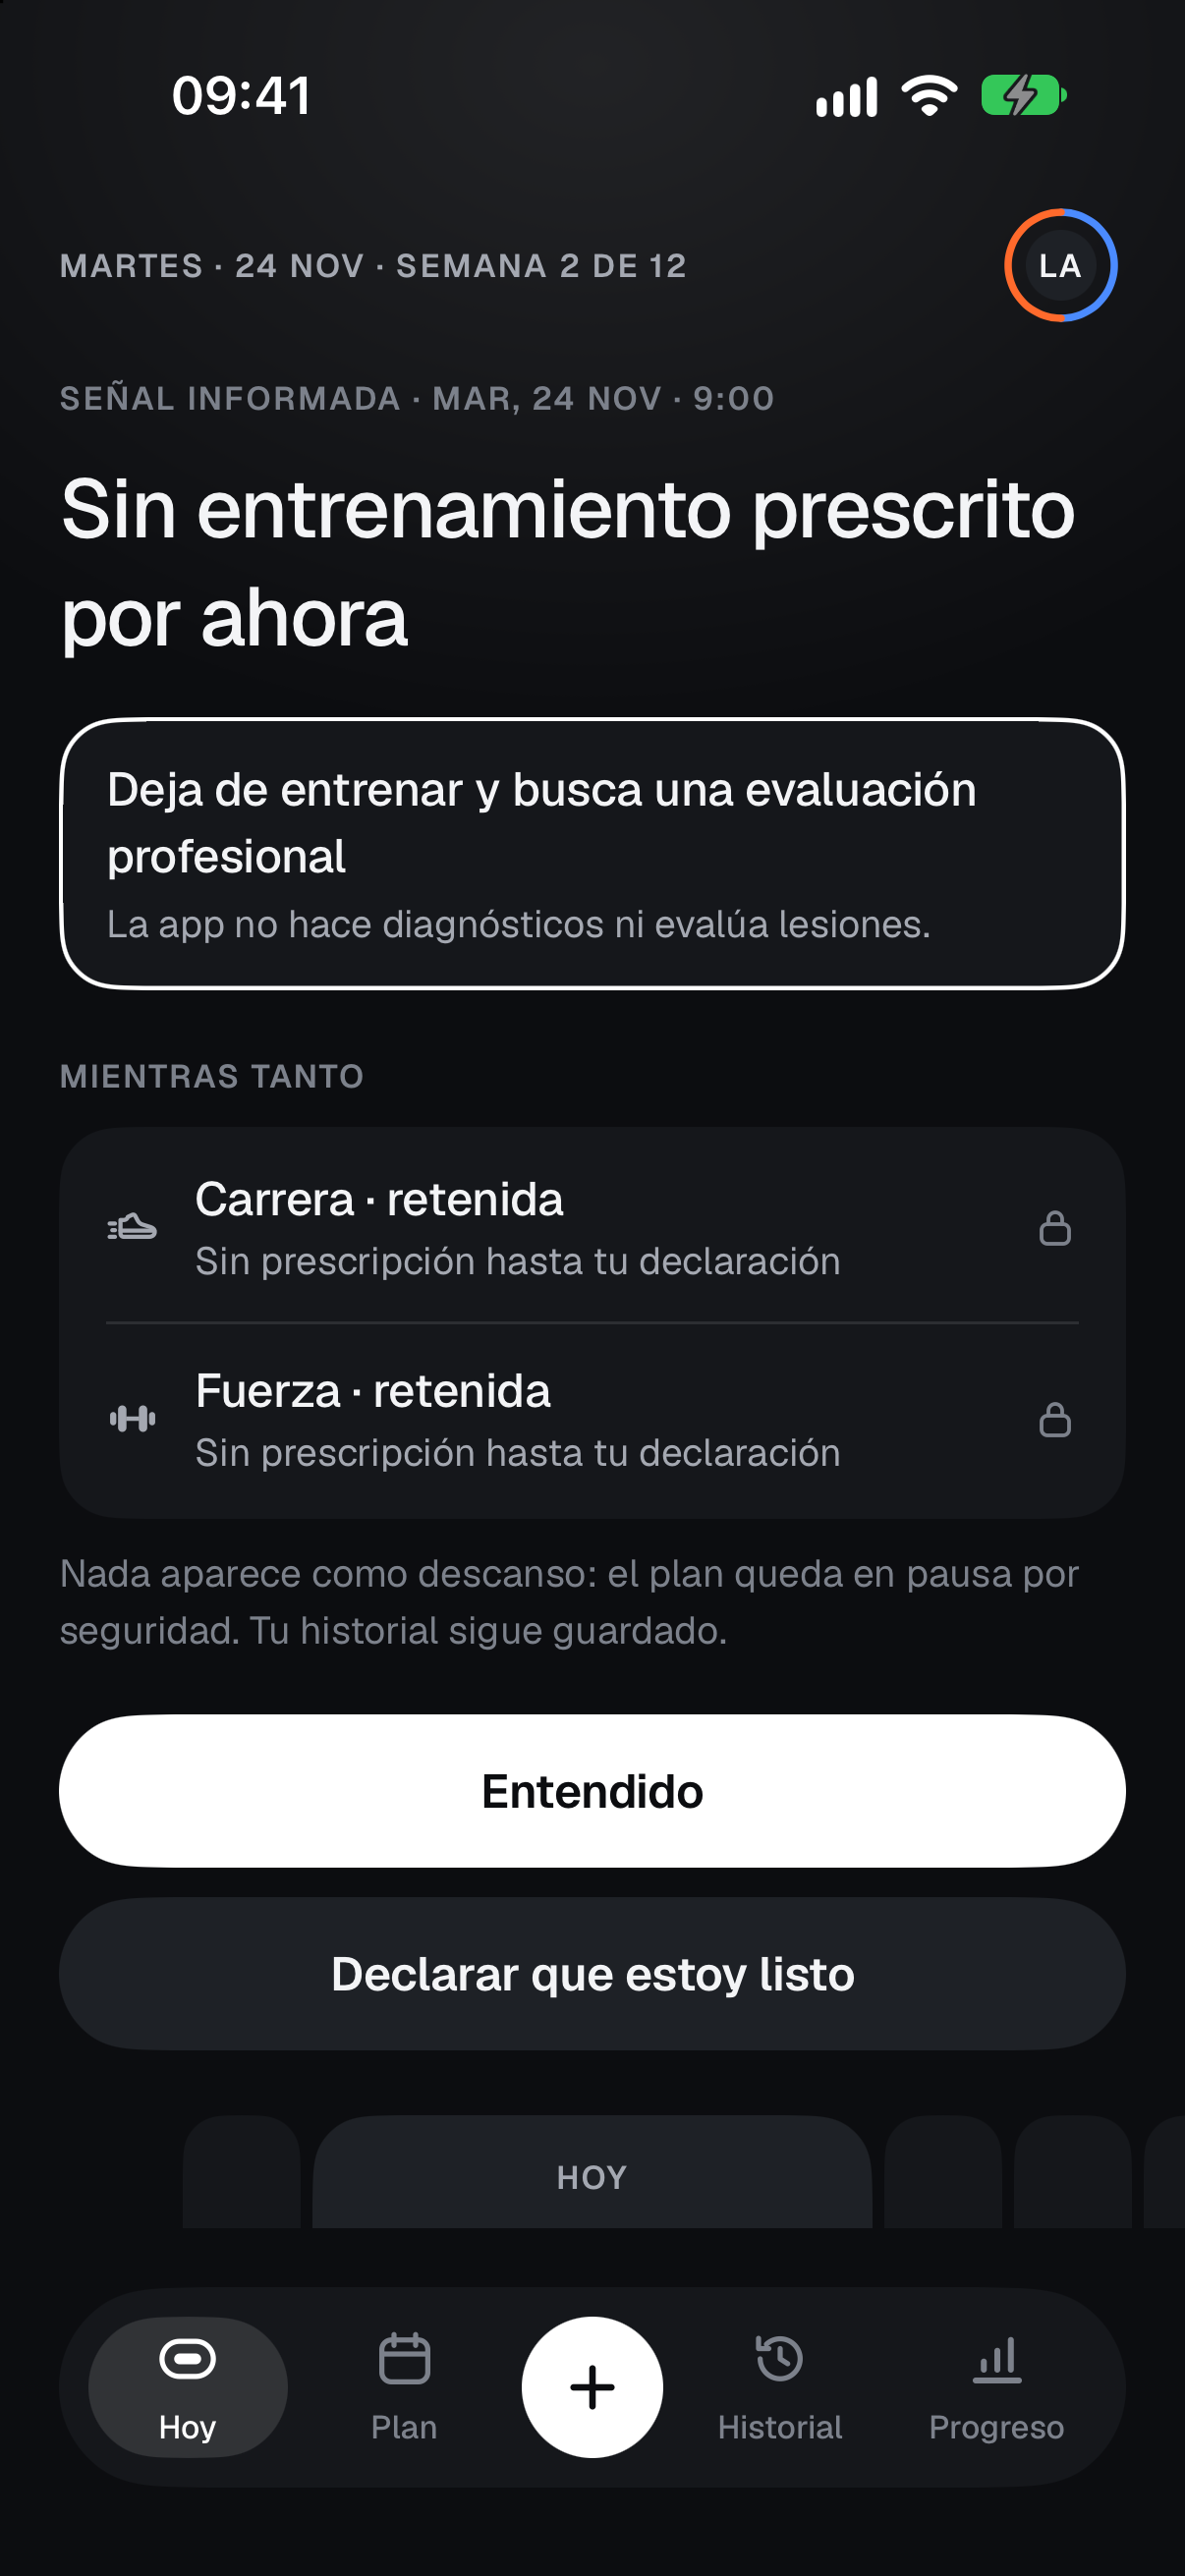 09:41
MARTES · 24 NOV · SEMANA 2 DE 12
LA
SEÑAL INFORMADA · MAR, 24 NOV · 9:00
Sin entrenamiento prescrito
por ahora
Deja de entrenar y busca una evaluación
profesional
La app no hace diagnósticos ni evalúa lesiones.
MIENTRAS TANTO
Carrera · retenida
Sin prescripción hasta tu declaración
Fuerza · retenida
Sin prescripción hasta tu declaración
Nada aparece como descanso: el plan queda en pausa por
seguridad. Tu historial sigue guardado.
Entendido
Declarar que estoy listo
HOY
Hoy
Plan
Historial
Progreso